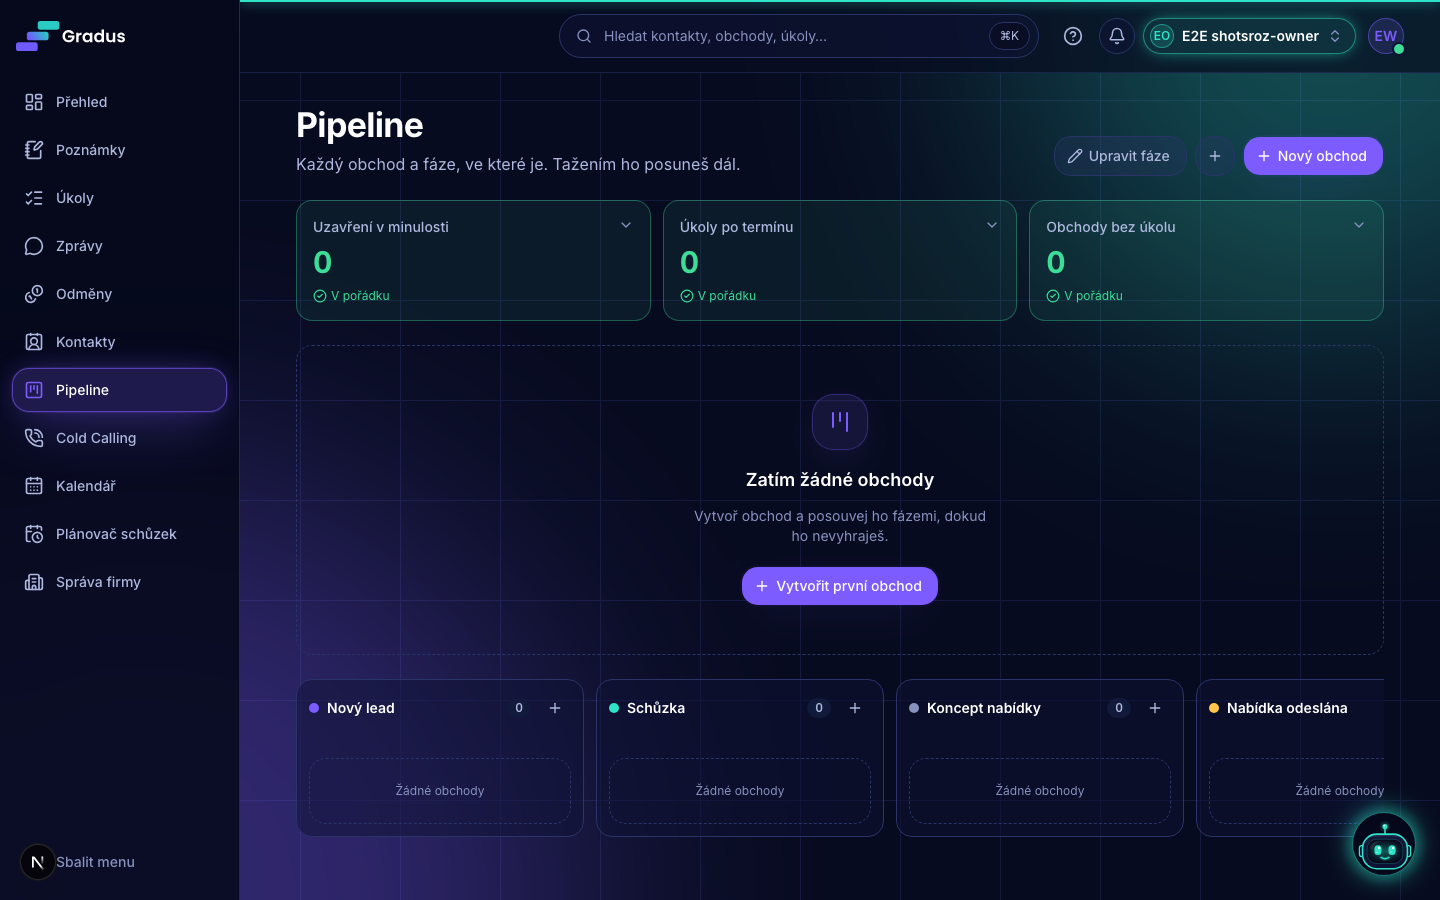 Gradus
Hledat kontakty, obchody, úkoly...
⌘K
EO
E2E shotsroz-owner
EW
Přehled
Poznámky
Úkoly
Zprávy
Odměny
Kontakty
Pipeline
Cold Calling
Kalendář
Plánovač schůzek
Správa firmy
N
Sbalit menu
Pipeline
Každý obchod a fáze, ve které je. Tažením ho posuneš dál.
Upravit fáze
+
+ Nový obchod
Uzavření v minulosti
0
V pořádku
Úkoly po termínu
0
V pořádku
Obchody bez úkolu
0
V pořádku
Zatím žádné obchody
Vytvoř obchod a posouvej ho fázemi, dokud
ho nevyhraješ.
+ Vytvořit první obchod
Nový lead
0
+
Žádné obchody
Schůzka
0
+
Žádné obchody
Koncept nabídky
0
+
Žádné obchody
Nabídka odeslána
Žádné obchody